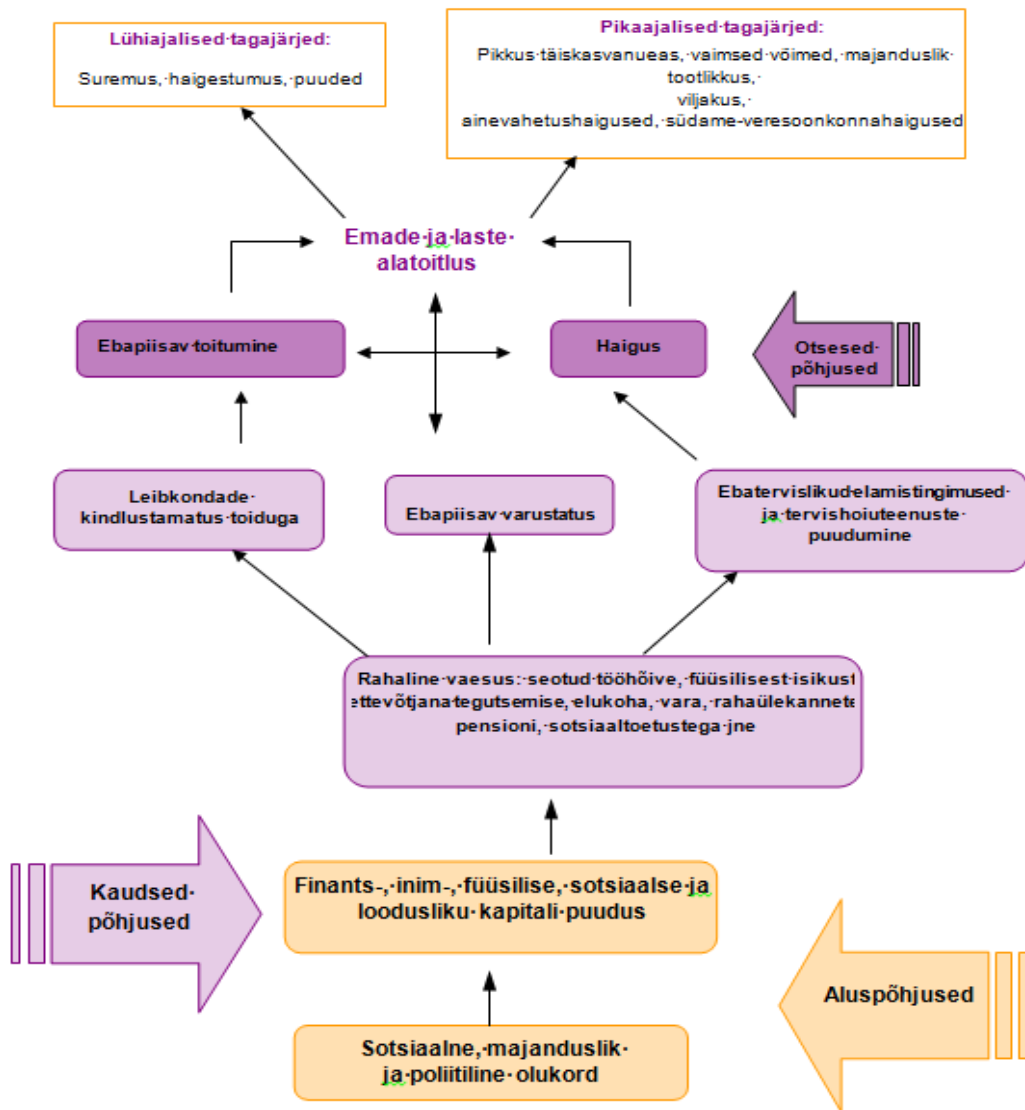 Lühiajalised tagajärjed:
Suremus, haigestumus, puuded
Pikaajalised tagajärjed:
Pikkus täiskasvanueas, vaimsed võimed, majanduslik
tootlikkus,
viljakus,
ainevahetushaigused, südame-veresoonkonnahaigused
Emade ja laste
alatoitlus
Ebapiisav toitumine
Haigus
Otsesed
põhjused
Leibkondade
kindlustamatus toiduga
Ebapiisav varustatus
Ebatervislikud elamistingimused
ja tervishoiuteenuste
puudumine
Rahaline vaesus: seotud tööhõive, füüsilisest isikust
ettevõtjana tegutsemise, elukoha, vara, rahaülekannete
pensioni, sotsiaaltoetustega jne
Kaudsed
põhjused
Finants-, inim-, füüsilise, sotsiaalse ja
loodusliku kapitali puudus
Aluspõhjused
Sotsiaalne, majanduslik
ja poliitiline olukord